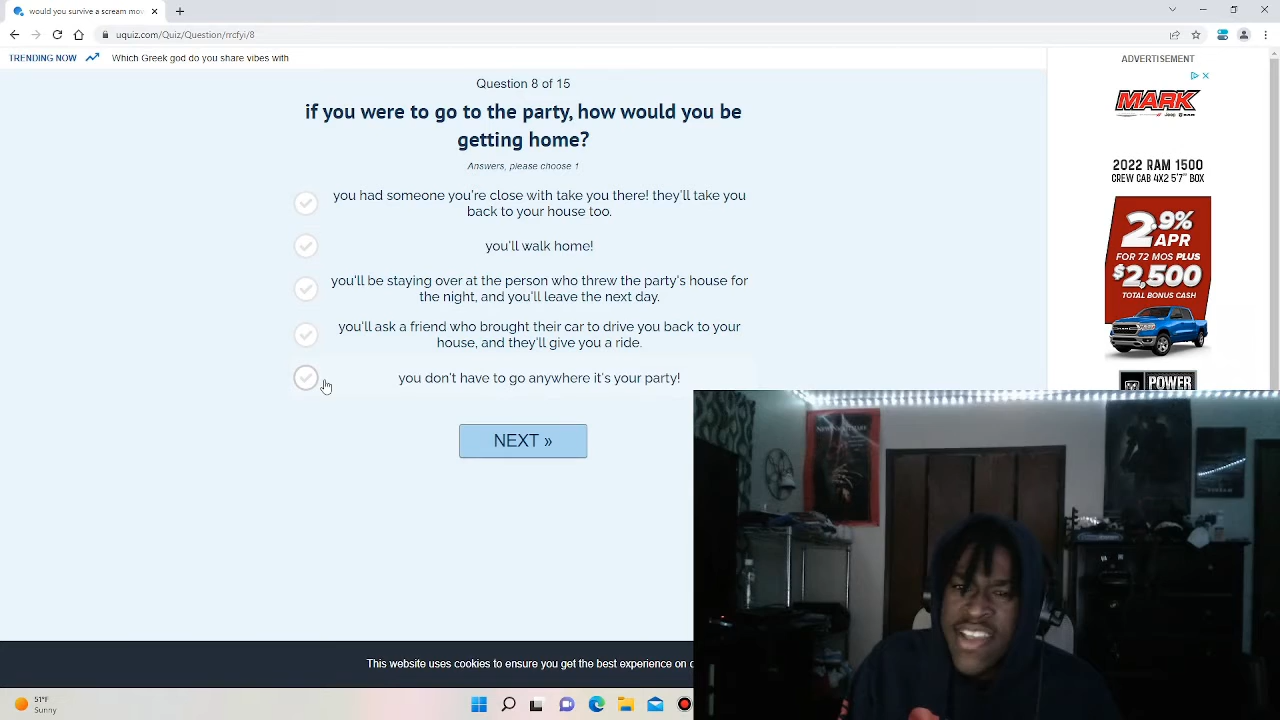 would you survive a scream mov
uquiz.com/Quiz/Question/rrcfyi/8
TRENDING NOW Which Greek god do you share vibes with
ADVERTISEMENT
Question 8 of 15
if you were to go to the party, how would you be
getting home?
Answers, please choose 1
you had someone you're close with take you there! they'll take you
back to your house too.
you'll walk home!
you'll be staying over at the person who threw the party's house for
the night, and you'll leave the next day.
you'll ask a friend who brought their car to drive you back to your
house, and they'll give you a ride.
you don't have to go anywhere it's your party!
NEXT »
MARK
2022 RAM 1500
CREW CAB 4X2 5'7" BOX
2.9%
APR
FOR 72 MOS PLUS
$2,500
TOTAL BONUS CASH
POWER
This website uses cookies to ensure you get the best experience on
51°F
Sunny